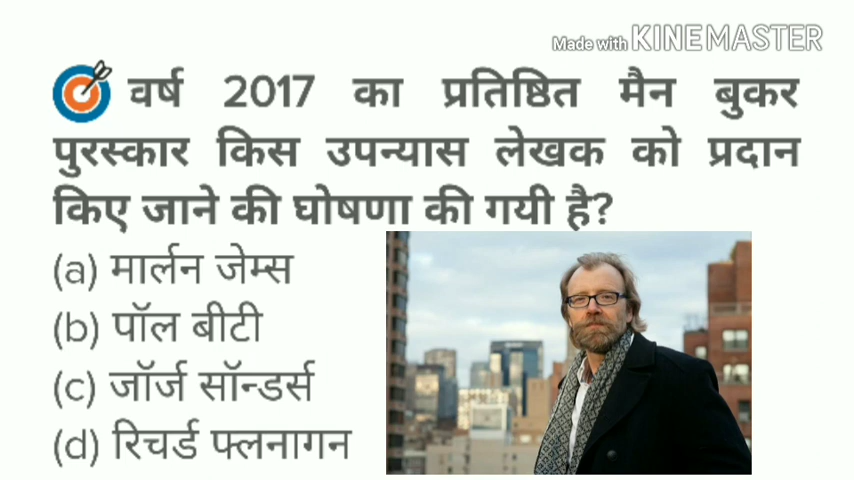 Made with KINEMASTER
वर्ष 2017 का प्रतिष्ठित मैन बुकर
पुरस्कार किस उपन्यास लेखक को प्रदान
किए जाने की घोषणा की गयी है?
(a) मार्लन जेम्स
(b) पॉल बीटी
(c) जॉर्ज सॉन्डर्स
(d) रिचर्ड फ्लनागन